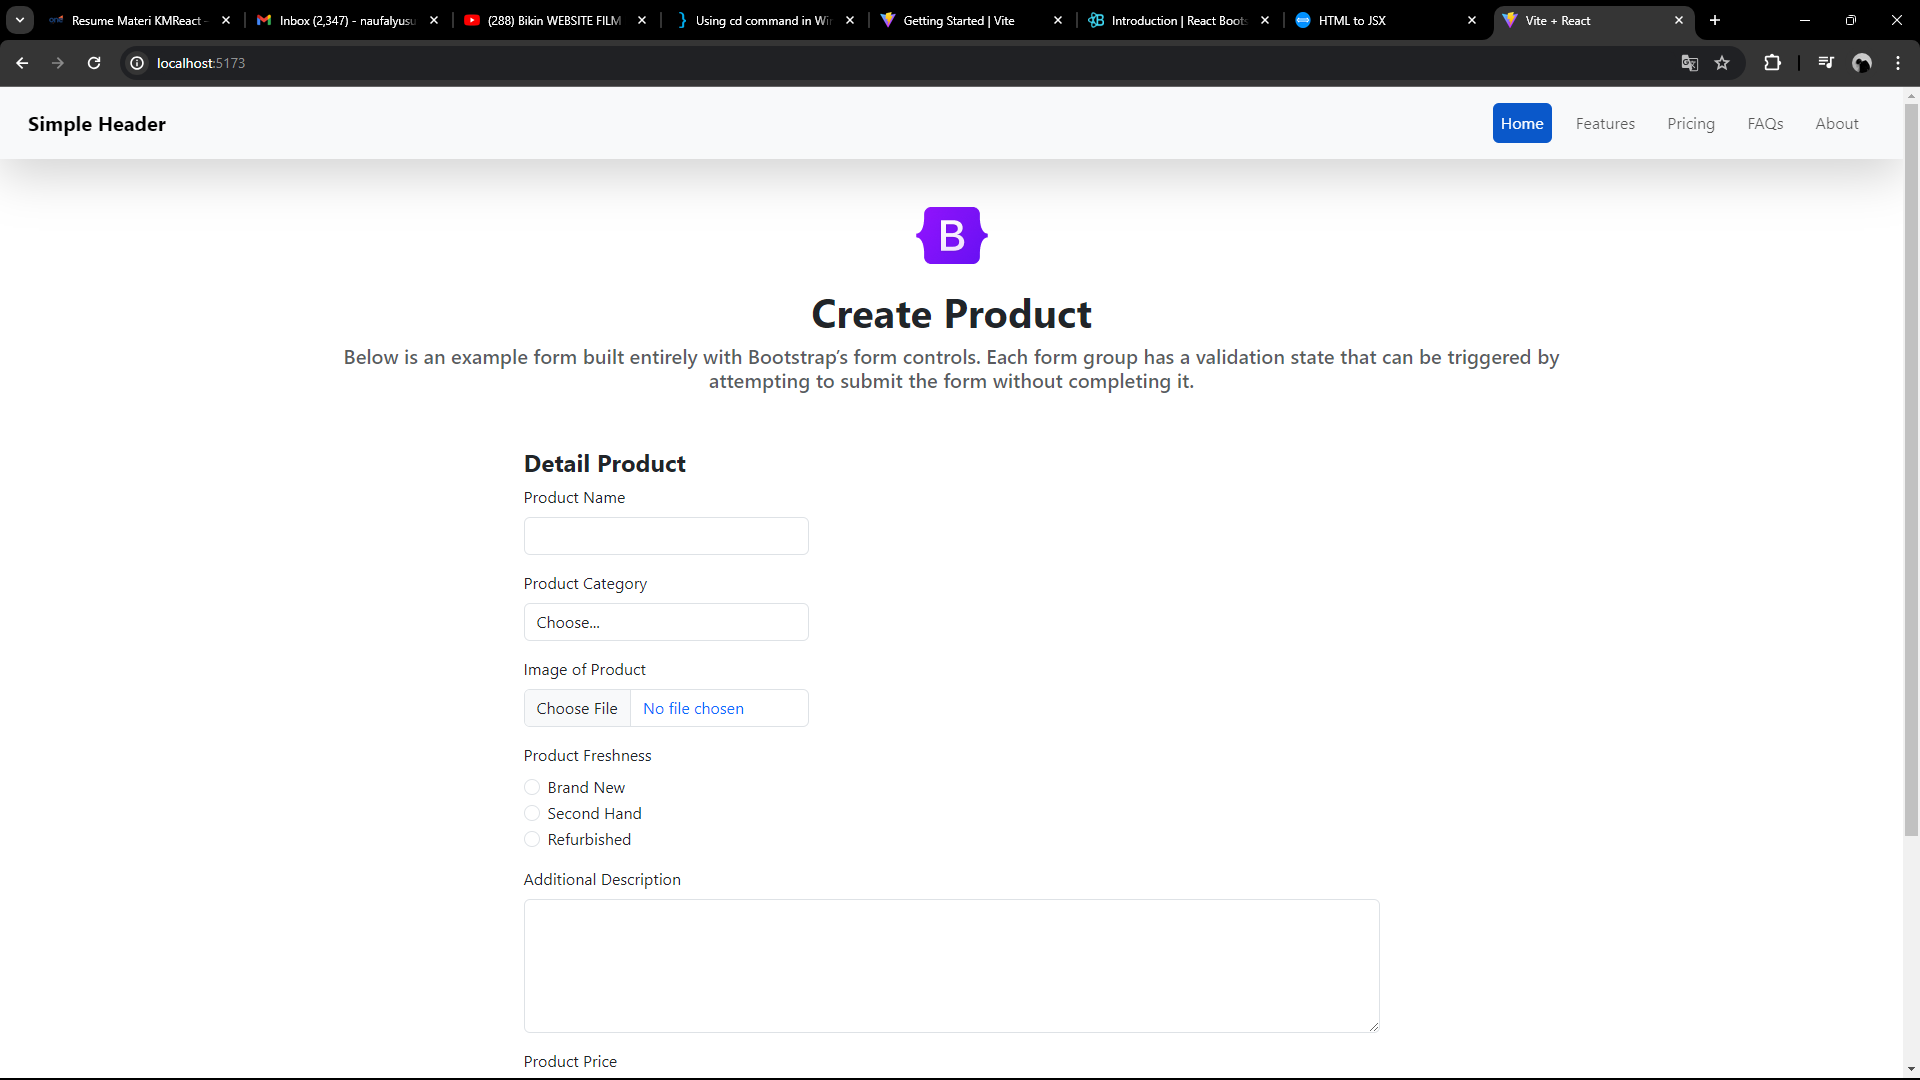 Resume Materi KMReact -
Inbox (2,347) - naufalyusu
(288) Bikin WEBSITE FILM
Using cd command in Win
Getting Started | Vite
Introduction | React Boots
HTML to JSX
Vite + React
localhost:5173
Simple Header
Home
Features
Pricing
FAQs
About
B
Create Product
Below is an example form built entirely with Bootstrap's form controls. Each form group has a validation state that can be triggered by
attempting to submit the form without completing it.
Detail Product
Product Name
Product Category
Choose...
Image of Product
Choose File
No file chosen
Product Freshness
Brand New
Second Hand
Refurbished
Additional Description
Product Price